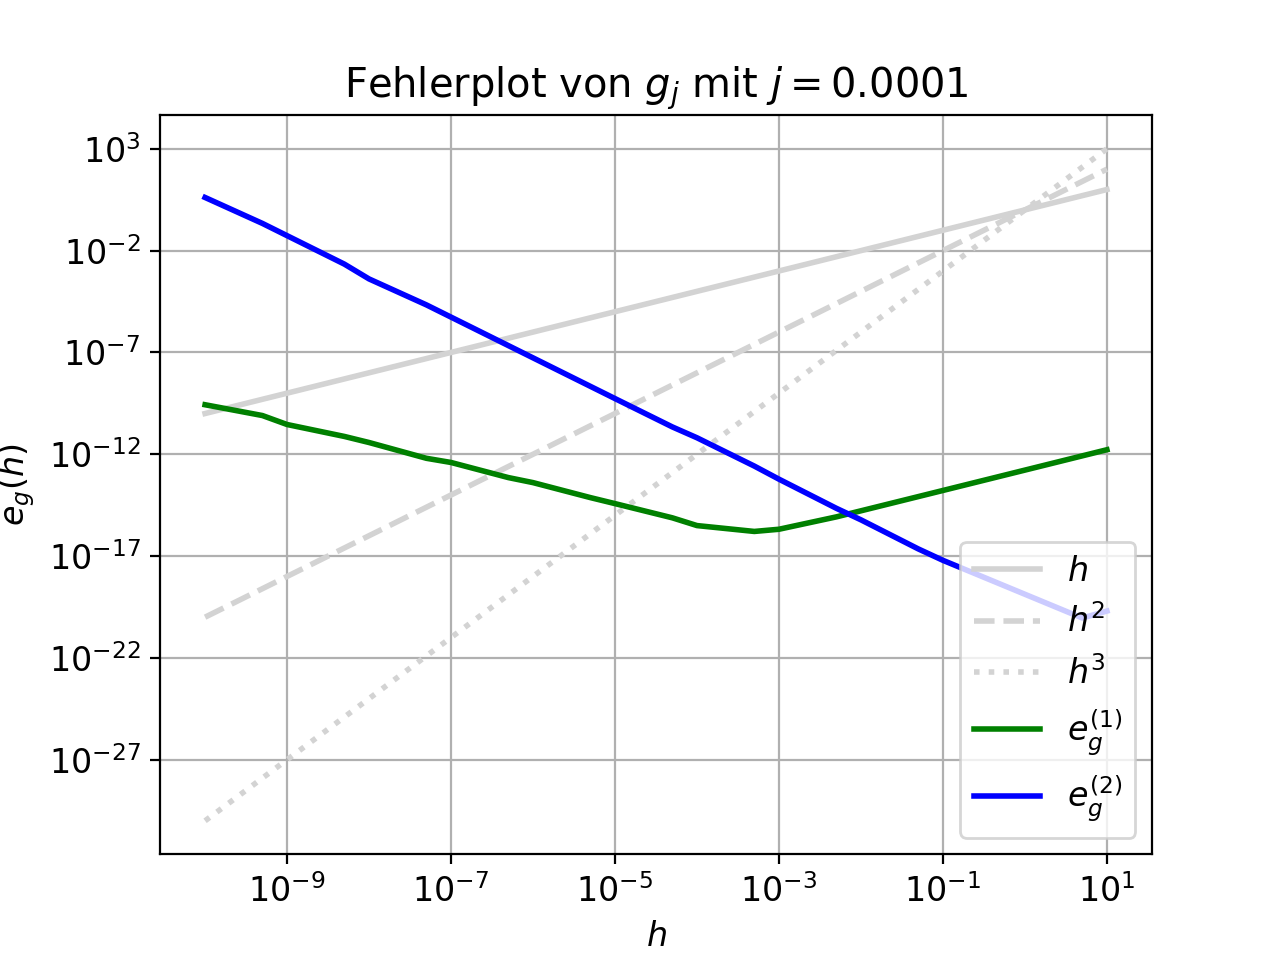 Fehlerplot von $g_j$ mit $j = 0.0001$
$e_g(h)$
$10^3$
$10^{-2}$
$10^{-7}$
$10^{-12}$
$10^{-17}$
$10^{-22}$
$10^{-27}$
$h$
$h^2$
$h^3$
$e_g^{(1)}$
$e_g^{(2)}$
$10^{-9}$ $10^{-7}$ $10^{-5}$ $10^{-3}$ $10^{-1}$ $10^1$
$h$